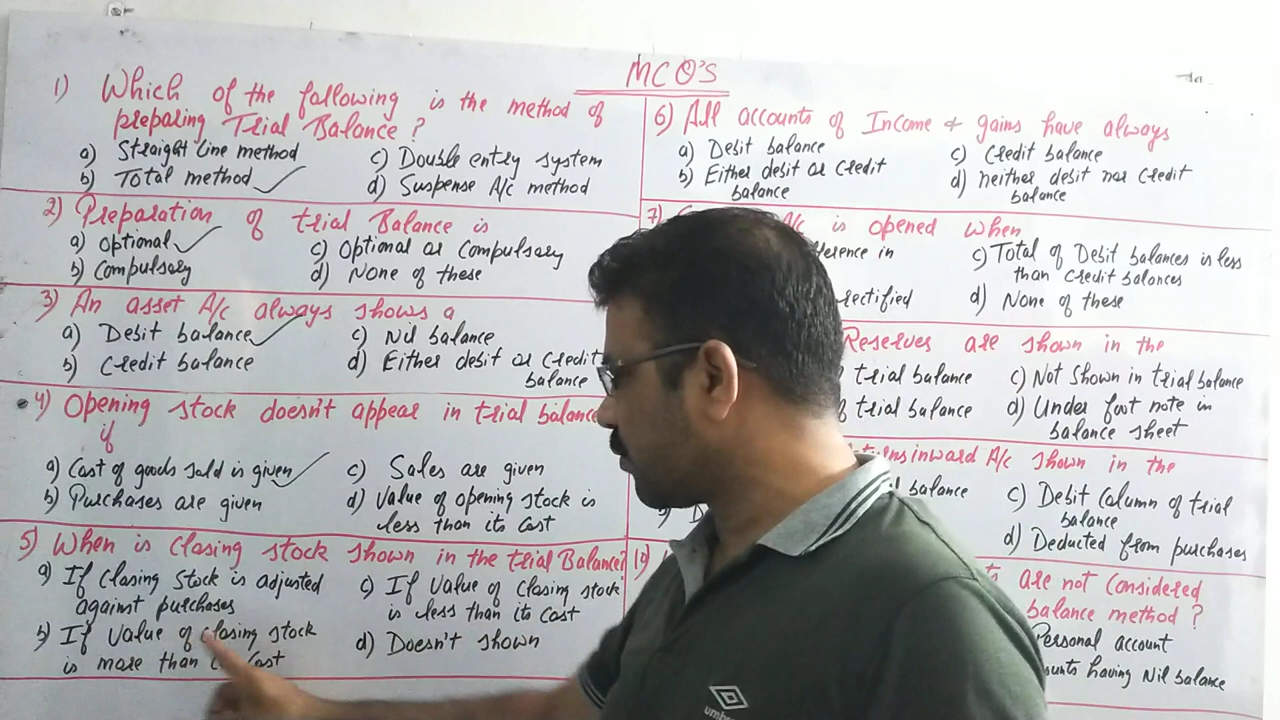 MCQ'S
1) Which of the following is the method of
preparing Trial Balance?
a) Straight Line method
b) Total method ✓
c) Double entry system
d) Suspense A/c method
2) Preparation of trial Balance is
a) Optional ✓
b) Compulsory
c) Optional or Compulsory
d) None of these
3) An asset A/c always shows a
a) Debit balance ✓
b) Credit balance
c) Nil balance
d) Either debit or Credit
balance
4) Opening stock doesn't appear in trial balance
if
a) Cost of goods sold is given ✓
b) Purchases are given
c) Sales are given
d) Value of opening stock is
less than its Cost
5) When is closing stock shown in the trial Balance?
a) If Closing Stock is adjusted
against purchases
b) If Value of closing stock
is more than Cost
c) If Value of Closing stock
is less than its Cost
d) Doesn't shown
6) All accounts of Income & gains have always
a) Debit balance
b) Either debit or Credit
balance
c) Credit balance
d) neither debit nor Credit
balance
7) A/c is opened when
in
rectified
c) Total of Debit balances is less
than Credit balances
d) None of these
Reserves are shown in the
trial balance
trial balance
c) Not Shown in trial balance
d) Under foot note in
balance sheet
inward A/c shown in the
balance
c) Debit Column of trial
balance
d) Deducted from purchases
10)
are not Considered
balance method?
Personal account
having Nil balance
umbro